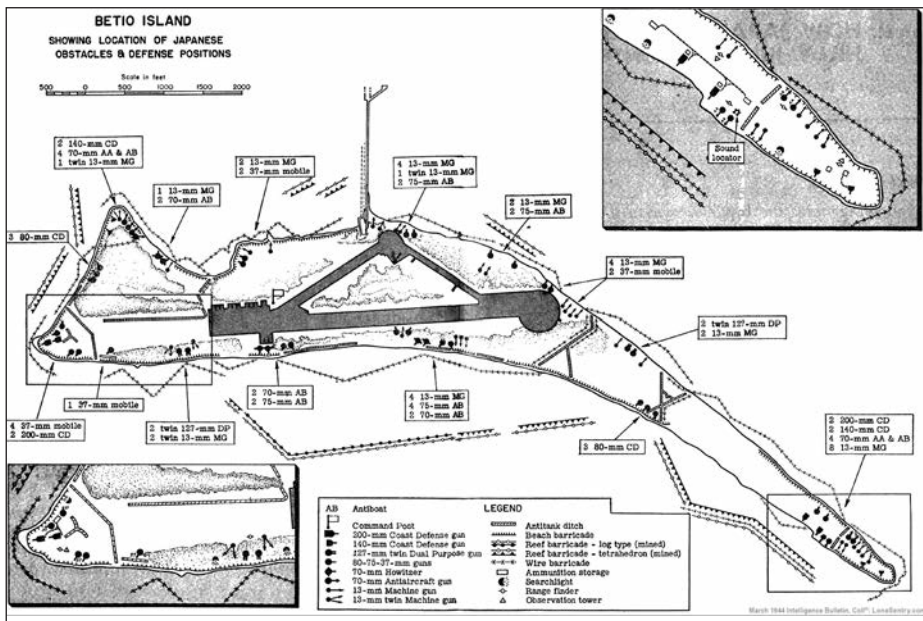 BETIO ISLAND
SHOWING LOCATION OF JAPANESE
OBSTACLES & DEFENSE POSITIONS
Scale in feet
500 0 500 1000 1500 2000
2 140-mm CD
4 70-mm AA & AB
1 twin 13-mm MG
1 13-mm MG
2 70-mm AB
2 13-mm MG
2 37-mm mobile
4 13-mm MG
1 twin 13-mm MG
2 75-mm AB
2 13-mm MG
2 75-mm AB
4 13-mm MG
2 37-mm mobile
2 twin 127-mm DP
2 13-mm MG
Sound
locator
3 80-mm CD
4 37-mm mobile
2 200-mm CD
1 37-mm mobile
2 twin 127-mm DP
2 twin 13-mm MG
2 70-mm AB
2 75-mm AB
4 13-mm MG
4 75-mm AB
2 70-mm AB
3 80-mm CD
2 200-mm CD
2 140-mm CD
4 70-mm AA & AB
8 13-mm MG
LEGEND
AB Antiboat
Command Post
200-mm Coast Defense gun
140-mm Coast Defense gun
127-mm twin Dual Purpose gun
80-75-37-mm guns
70-mm Howitzer
70-mm Antiaircraft gun
13-mm Machine gun
13-mm twin Machine gun
Antitank ditch
Beach barricade
Reef barricade - log type (mined)
Reef barricade - tetrahedron (mined)
Wire barricade
Ammunition storage
Searchlight
Range finder
Observation tower
March 1944 Intelligence Bulletin, Coll°: LoneSentry.com